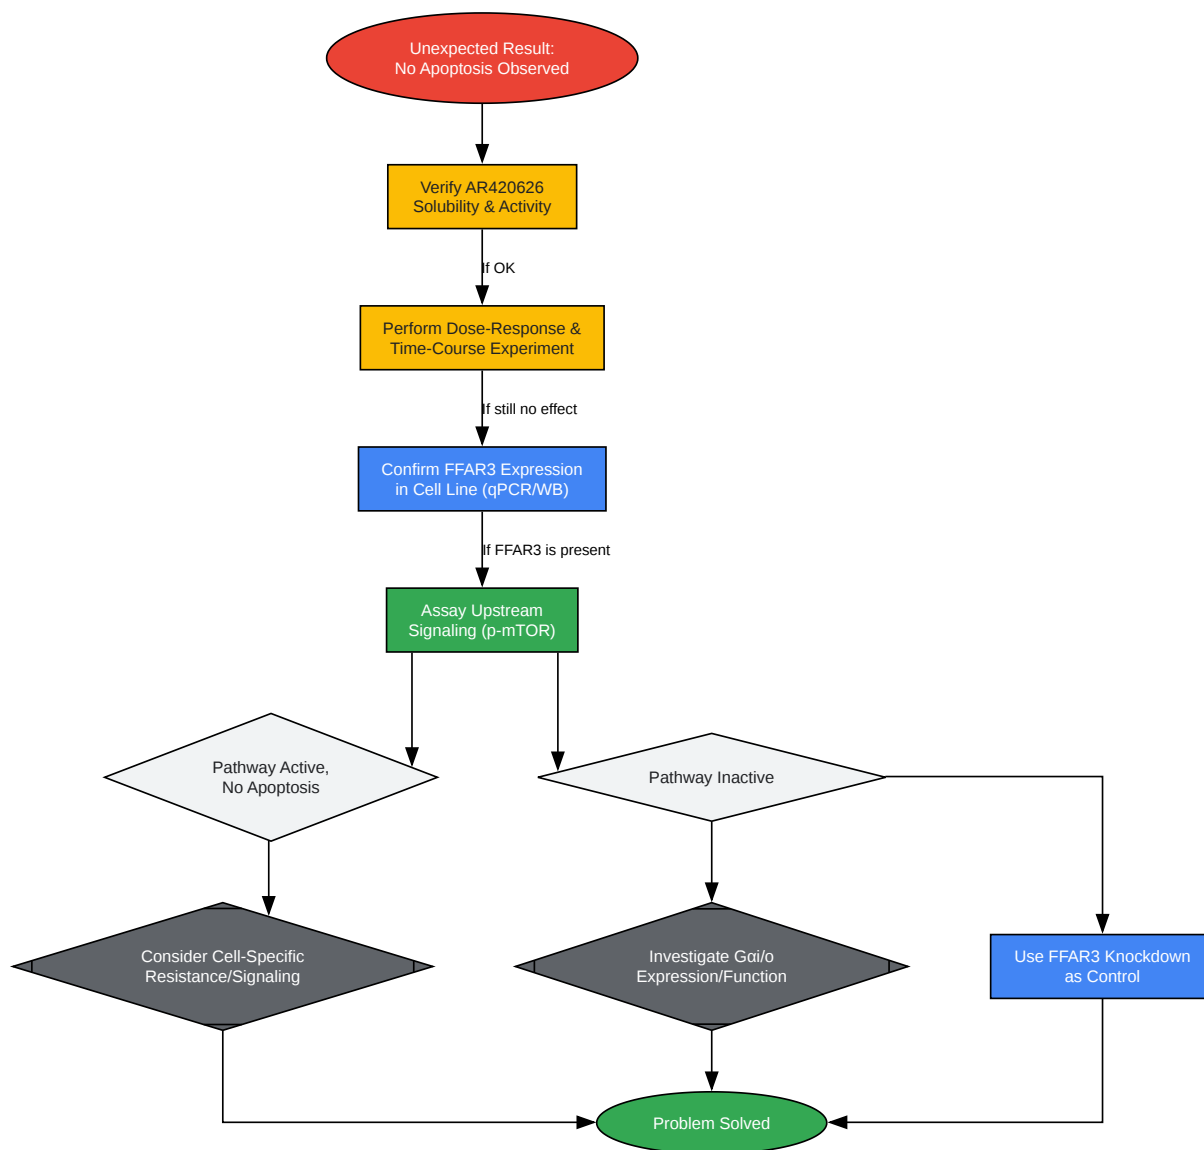 Unexpected Result:
No Apoptosis Observed
Verify AR420626
Solubility & Activity
If OK
Perform Dose-Response &
Time-Course Experiment
If still no effect
Confirm FFAR3 Expression
in Cell Line (qPCR/WB)
If FFAR3 is present
Assay Upstream
Signaling (p-mTOR)
Pathway Active,
No Apoptosis
Pathway Inactive
Consider Cell-Specific
Resistance/Signaling
Investigate Gαi/o
Expression/Function
Use FFAR3 Knockdown
as Control
Problem Solved